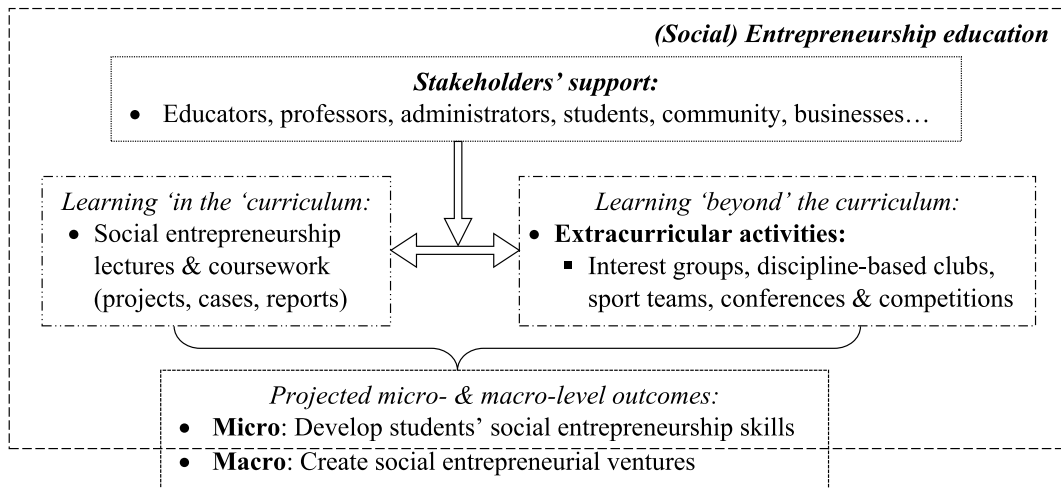 (Social) Entrepreneurship education
Stakeholders’ support:
• Educators, professors, administrators, students, community, businesses…
Learning ‘in the ‘curriculum:
• Social entrepreneurship
lectures & coursework
(projects, cases, reports)
Learning ‘beyond’ the curriculum:
• Extracurricular activities:
▪ Interest groups, discipline-based clubs,
sport teams, conferences & competitions
Projected micro- & macro-level outcomes:
• Micro: Develop students’ social entrepreneurship skills
• Macro: Create social entrepreneurial ventures